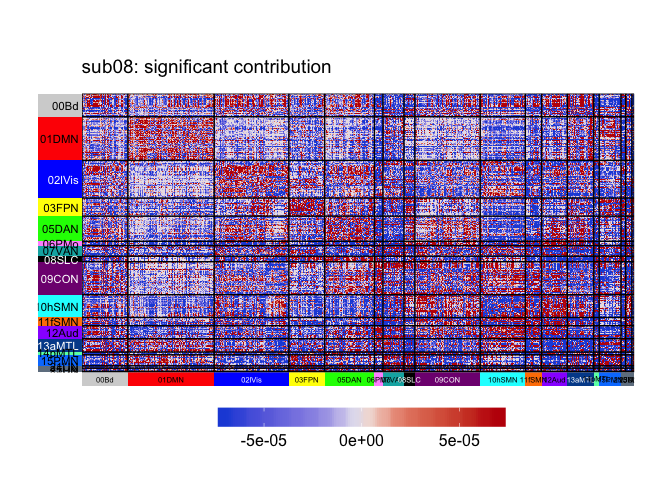 sub08: significant contribution
00Bd
01DMN
02lVis
03FPN
05DAN
06PMo
07VAN
08SLC
09CON
10hSMN
11fSMN
12Aud
13aMTL
15PMN
00Bd 01DMN 02lVis 03FPN 05DAN 08SLC 09CON 10hSMN 11fSMN 12Aud 13aMTL
-5e-05 0e+00 5e-05